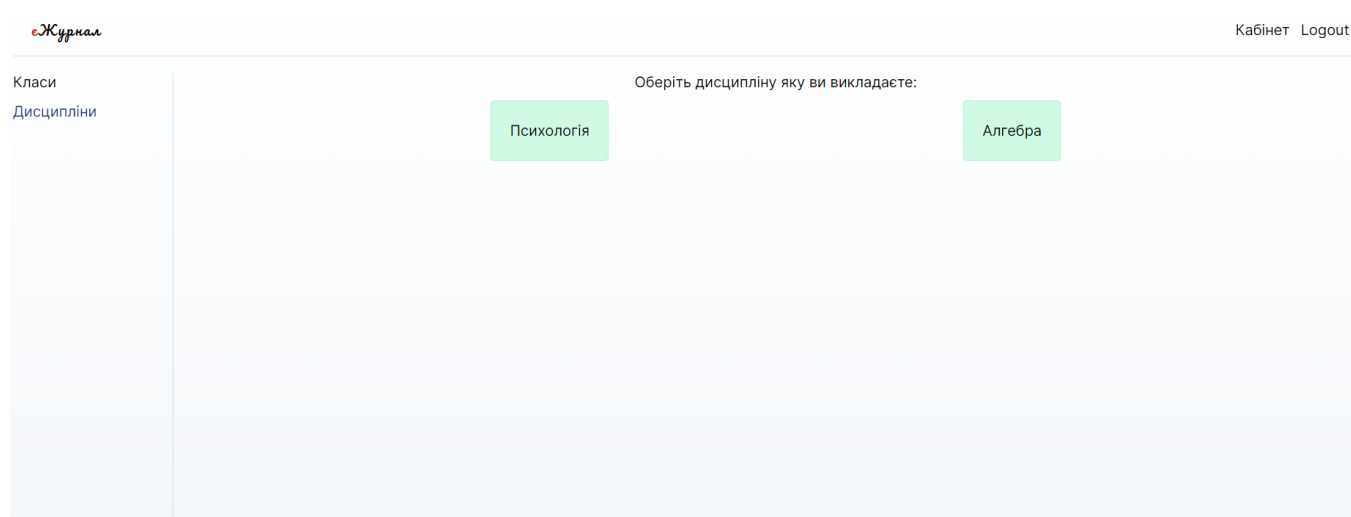 еЖурнал
Кабінет Logout
Класи
Дисципліни
Оберіть дисципліну яку ви викладаєте:
Психологія
Алгебра